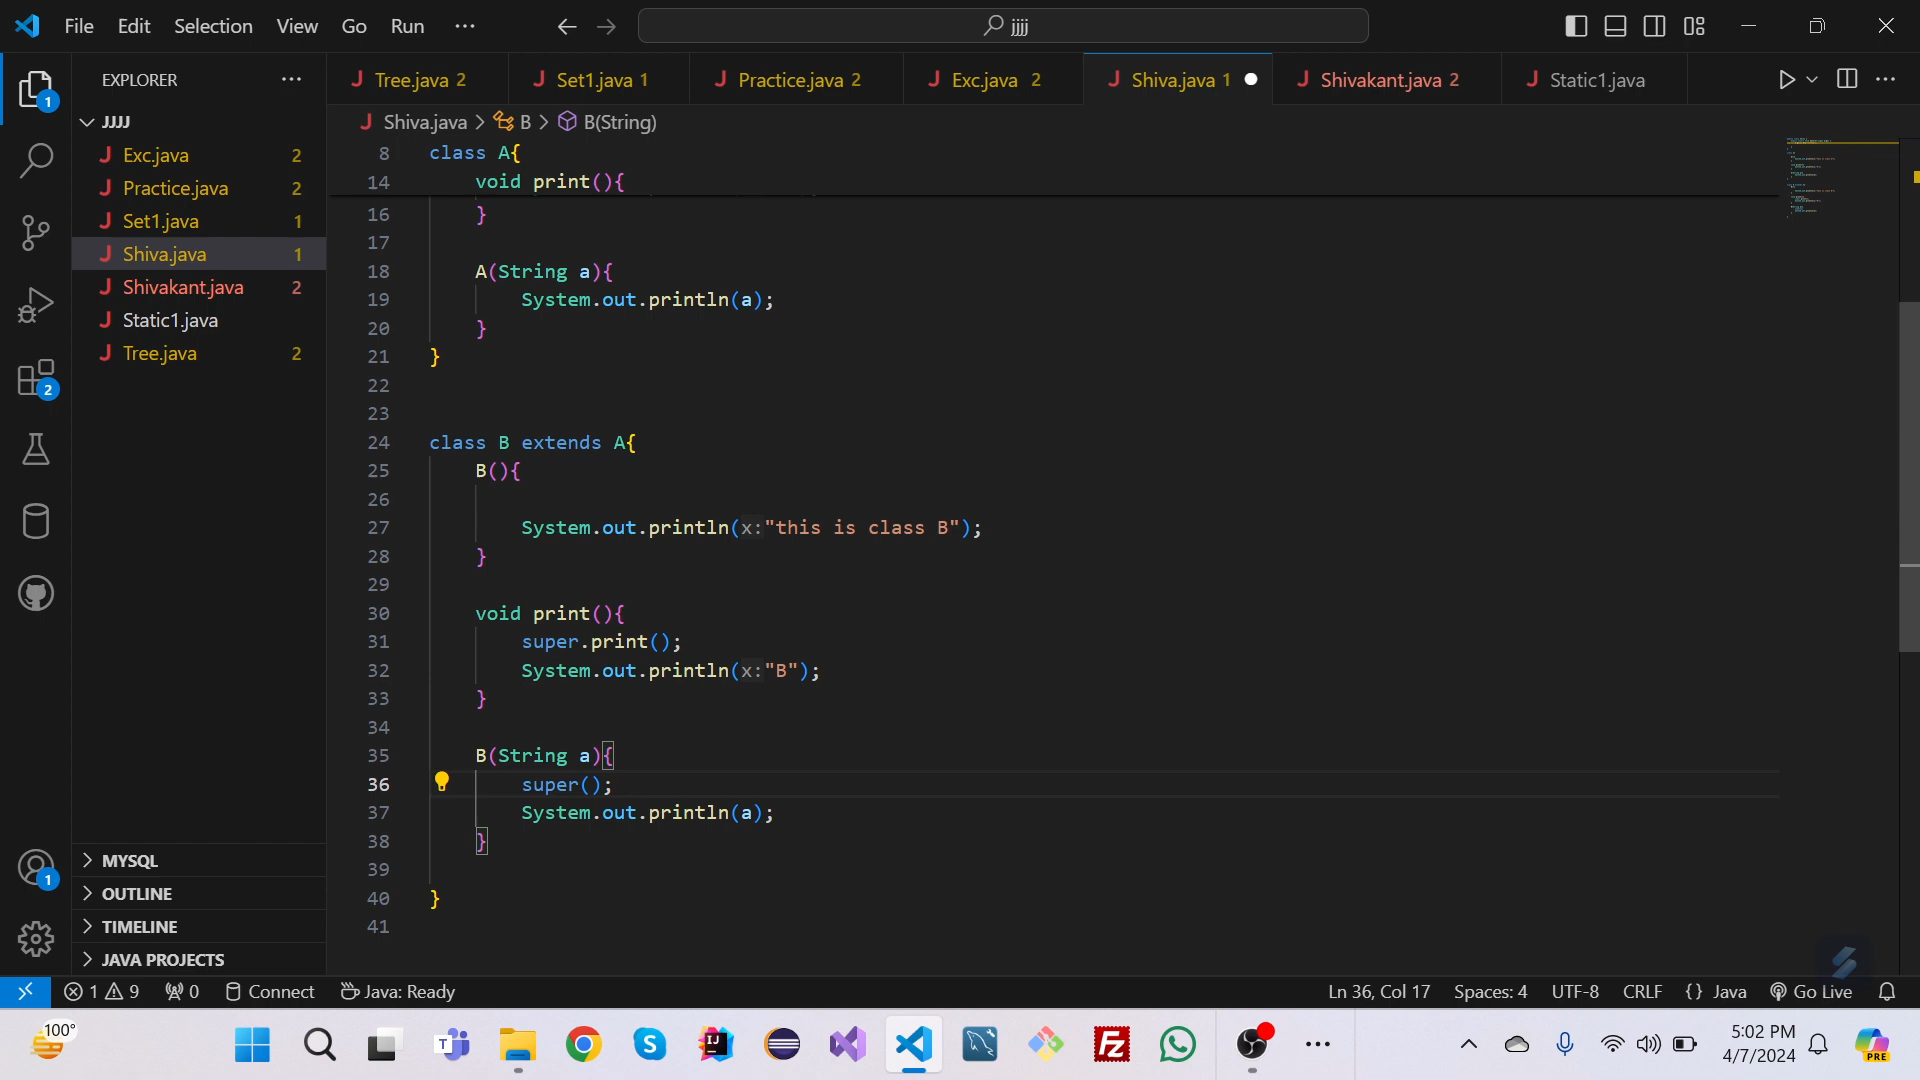 File Edit Selection View Go Run ··· jjjj
EXPLORER ···
Tree.java 2 Set1.java 1 Practice.java 2 Exc.java 2 Shiva.java 1 Shivakant.java 2 Static1.java
JJJJ
Exc.java 2
Practice.java 2
Set1.java 1
Shiva.java 1
Shivakant.java 2
Static1.java
Tree.java 2
MYSQL
OUTLINE
TIMELINE
JAVA PROJECTS
1
2
1
Shiva.java > B > B(String)
8 class A{
14 void print(){
16 }
17
18 A(String a){
19 System.out.println(a);
20 }
21 }
22
23
24 class B extends A{
25 B(){
26
27 System.out.println(x:"this is class B");
28 }
29
30 void print(){
31 super.print();
32 System.out.println(x:"B");
33 }
34
35 B(String a){
36 super();
37 System.out.println(a);
38 }
39
40 }
41
1 9 0 Connect Java: Ready Ln 36, Col 17 Spaces: 4 UTF-8 CRLF {} Java Go Live
100° 5:02 PM
4/7/2024
PRE